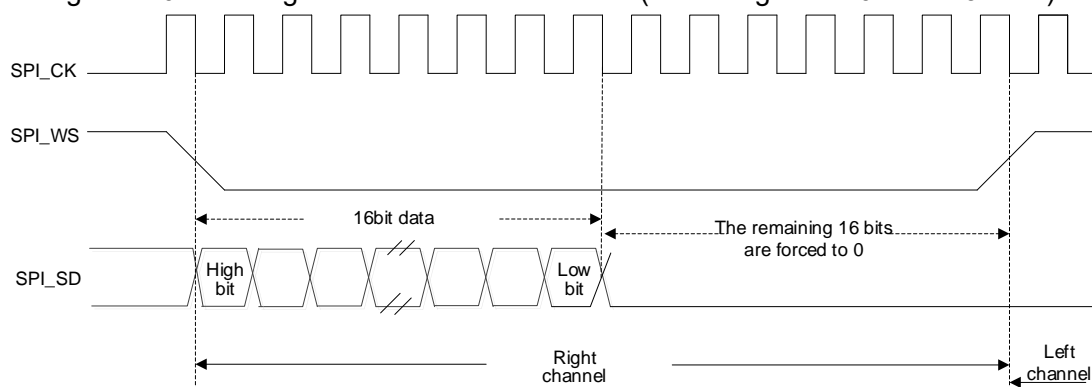 SPI_CK
SPI_WS
16bit data
The remaining 16 bits
are forced to 0
SPI_SD
High
bit
Low
bit
Right
channel
Left
channel